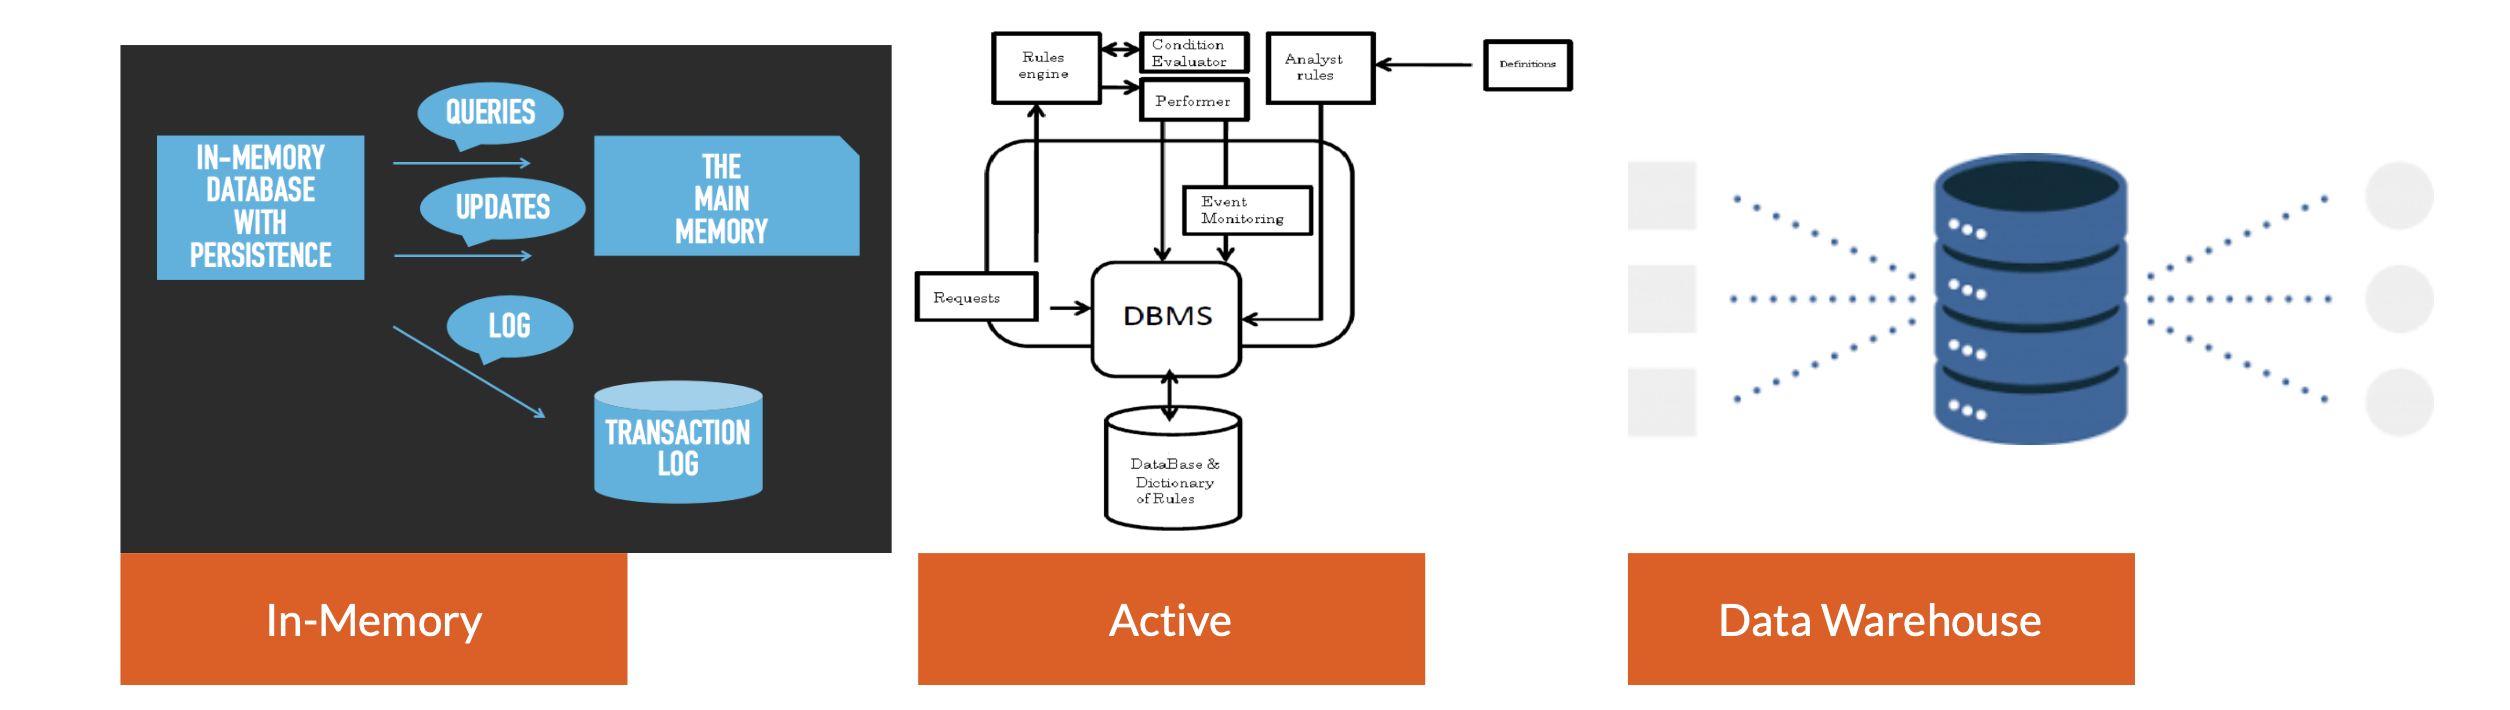 QUERIES
IN-MEMORY
DATABASE
WITH
PERSISTENCE
UPDATES
THE
MAIN
MEMORY
LOG
TRANSACTION
LOG
In-Memory
Rules
engine
Condition
Evaluator
Performer
Analyst
rules
Definitions
Event
Monitoring
Requests
DBMS
DataBase &
Dictionary
of Rules
Active
Data Warehouse